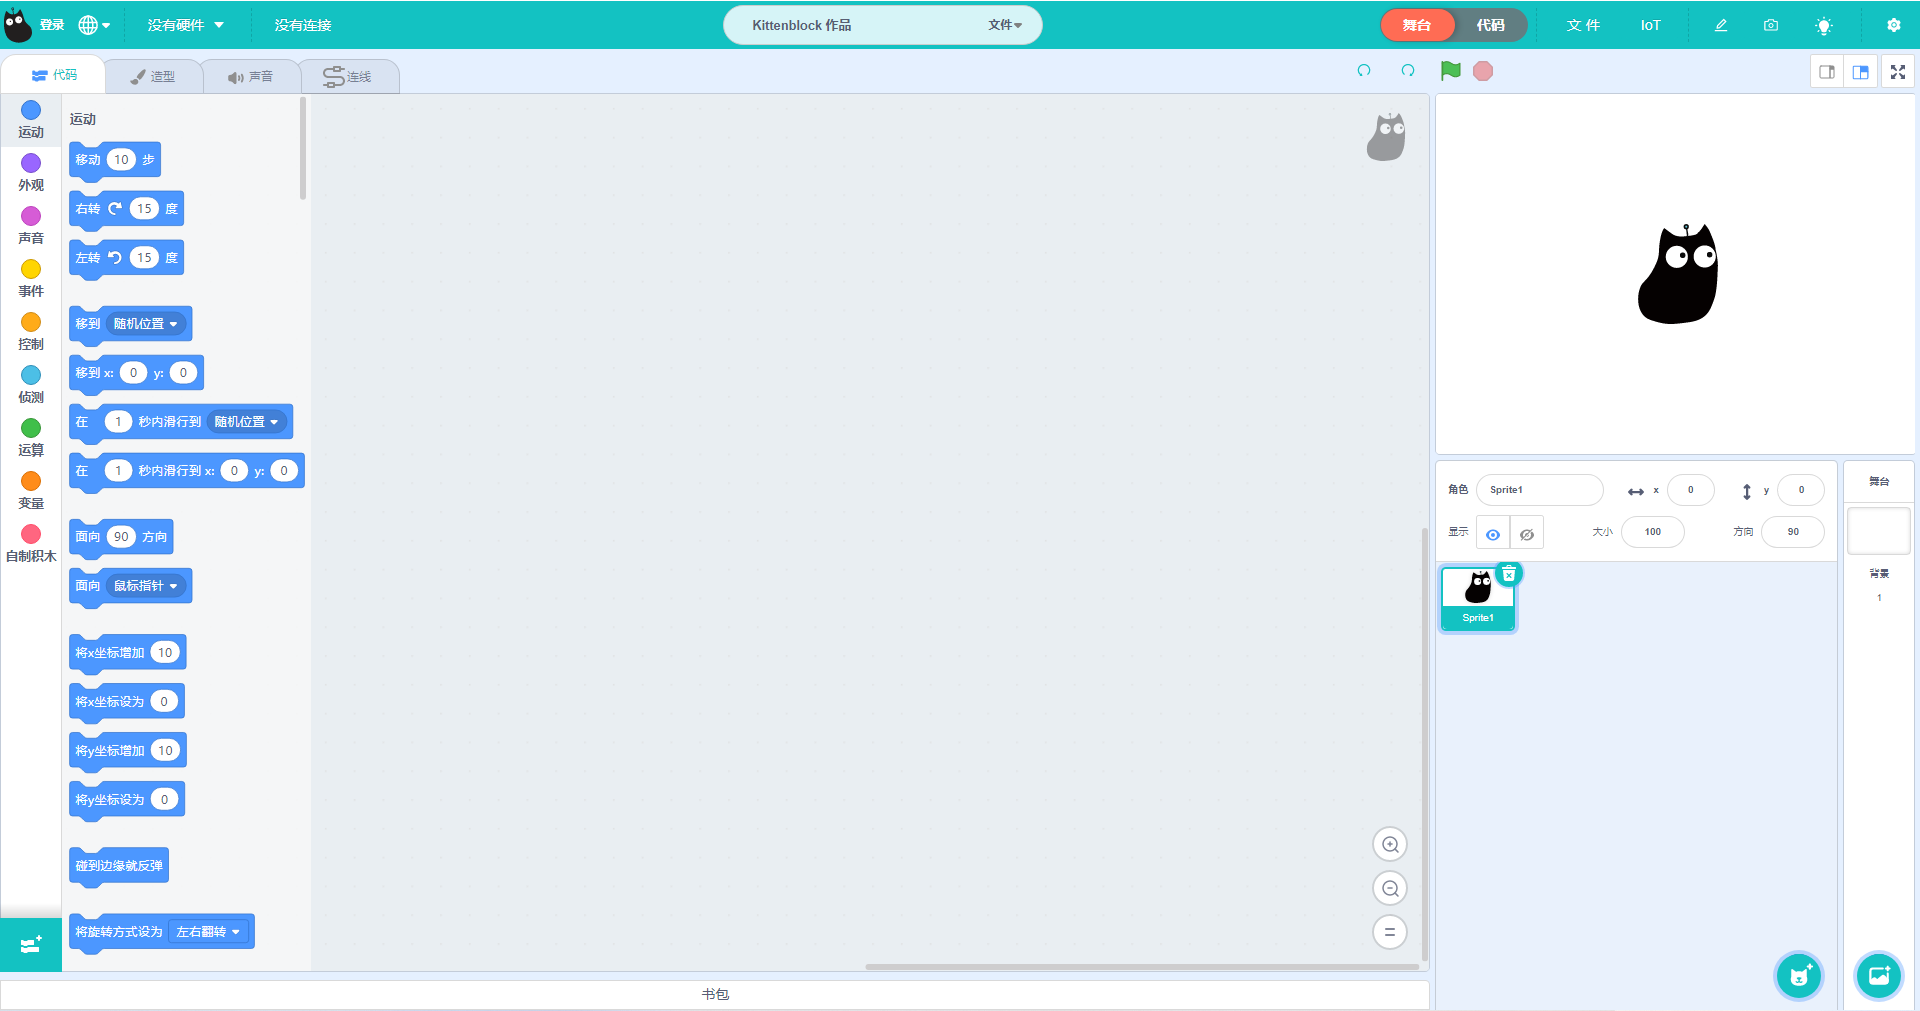 登录
没有硬件
没有连接
Kittenblock 作品
文件
舞台
代码
文件
IoT
代码
造型
声音
连线
运动
外观
声音
事件
控制
侦测
运算
变量
自制积木
运动
移动 10 步
右转 15 度
左转 15 度
移到 随机位置
移到 x: 0 y: 0
在 1 秒内滑行到 随机位置
在 1 秒内滑行到 x: 0 y: 0
面向 90 方向
面向 鼠标指针
将x坐标增加 10
将x坐标设为 0
将y坐标增加 10
将y坐标设为 0
碰到边缘就反弹
将旋转方式设为 左右翻转
书包
角色 Sprite1 x 0 y 0
显示 大小 100 方向 90
Sprite1
舞台
背景
1